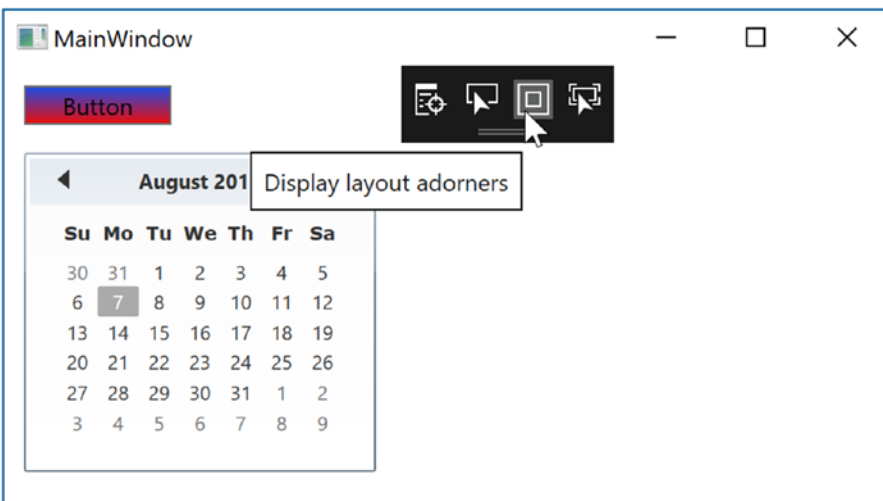 MainWindow
Button
August 201
Display layout adorners
Su Mo Tu We Th Fr Sa
30 31 1 2 3 4 5
6 7 8 9 10 11 12
13 14 15 16 17 18 19
20 21 22 23 24 25 26
27 28 29 30 31 1 2
3 4 5 6 7 8 9